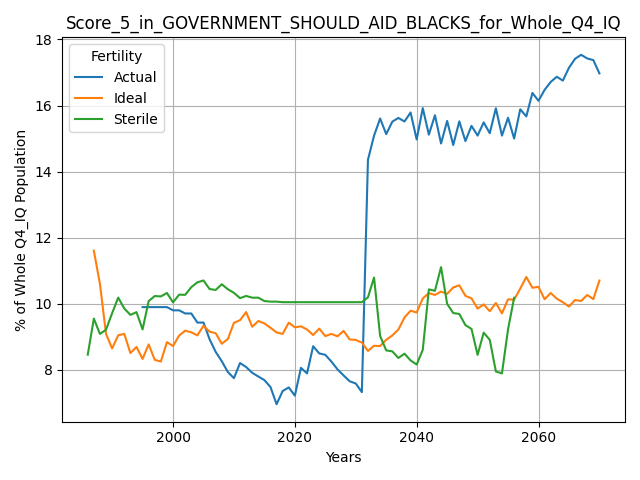 Score_5_in_GOVERNMENT_SHOULD_AID_BLACKS_for_Whole_Q4_IQ
18
16
14
12
10
8
% of Whole Q4_IQ Population
Fertility
Actual
Ideal
Sterile
2000
2020
2040
2060
Years